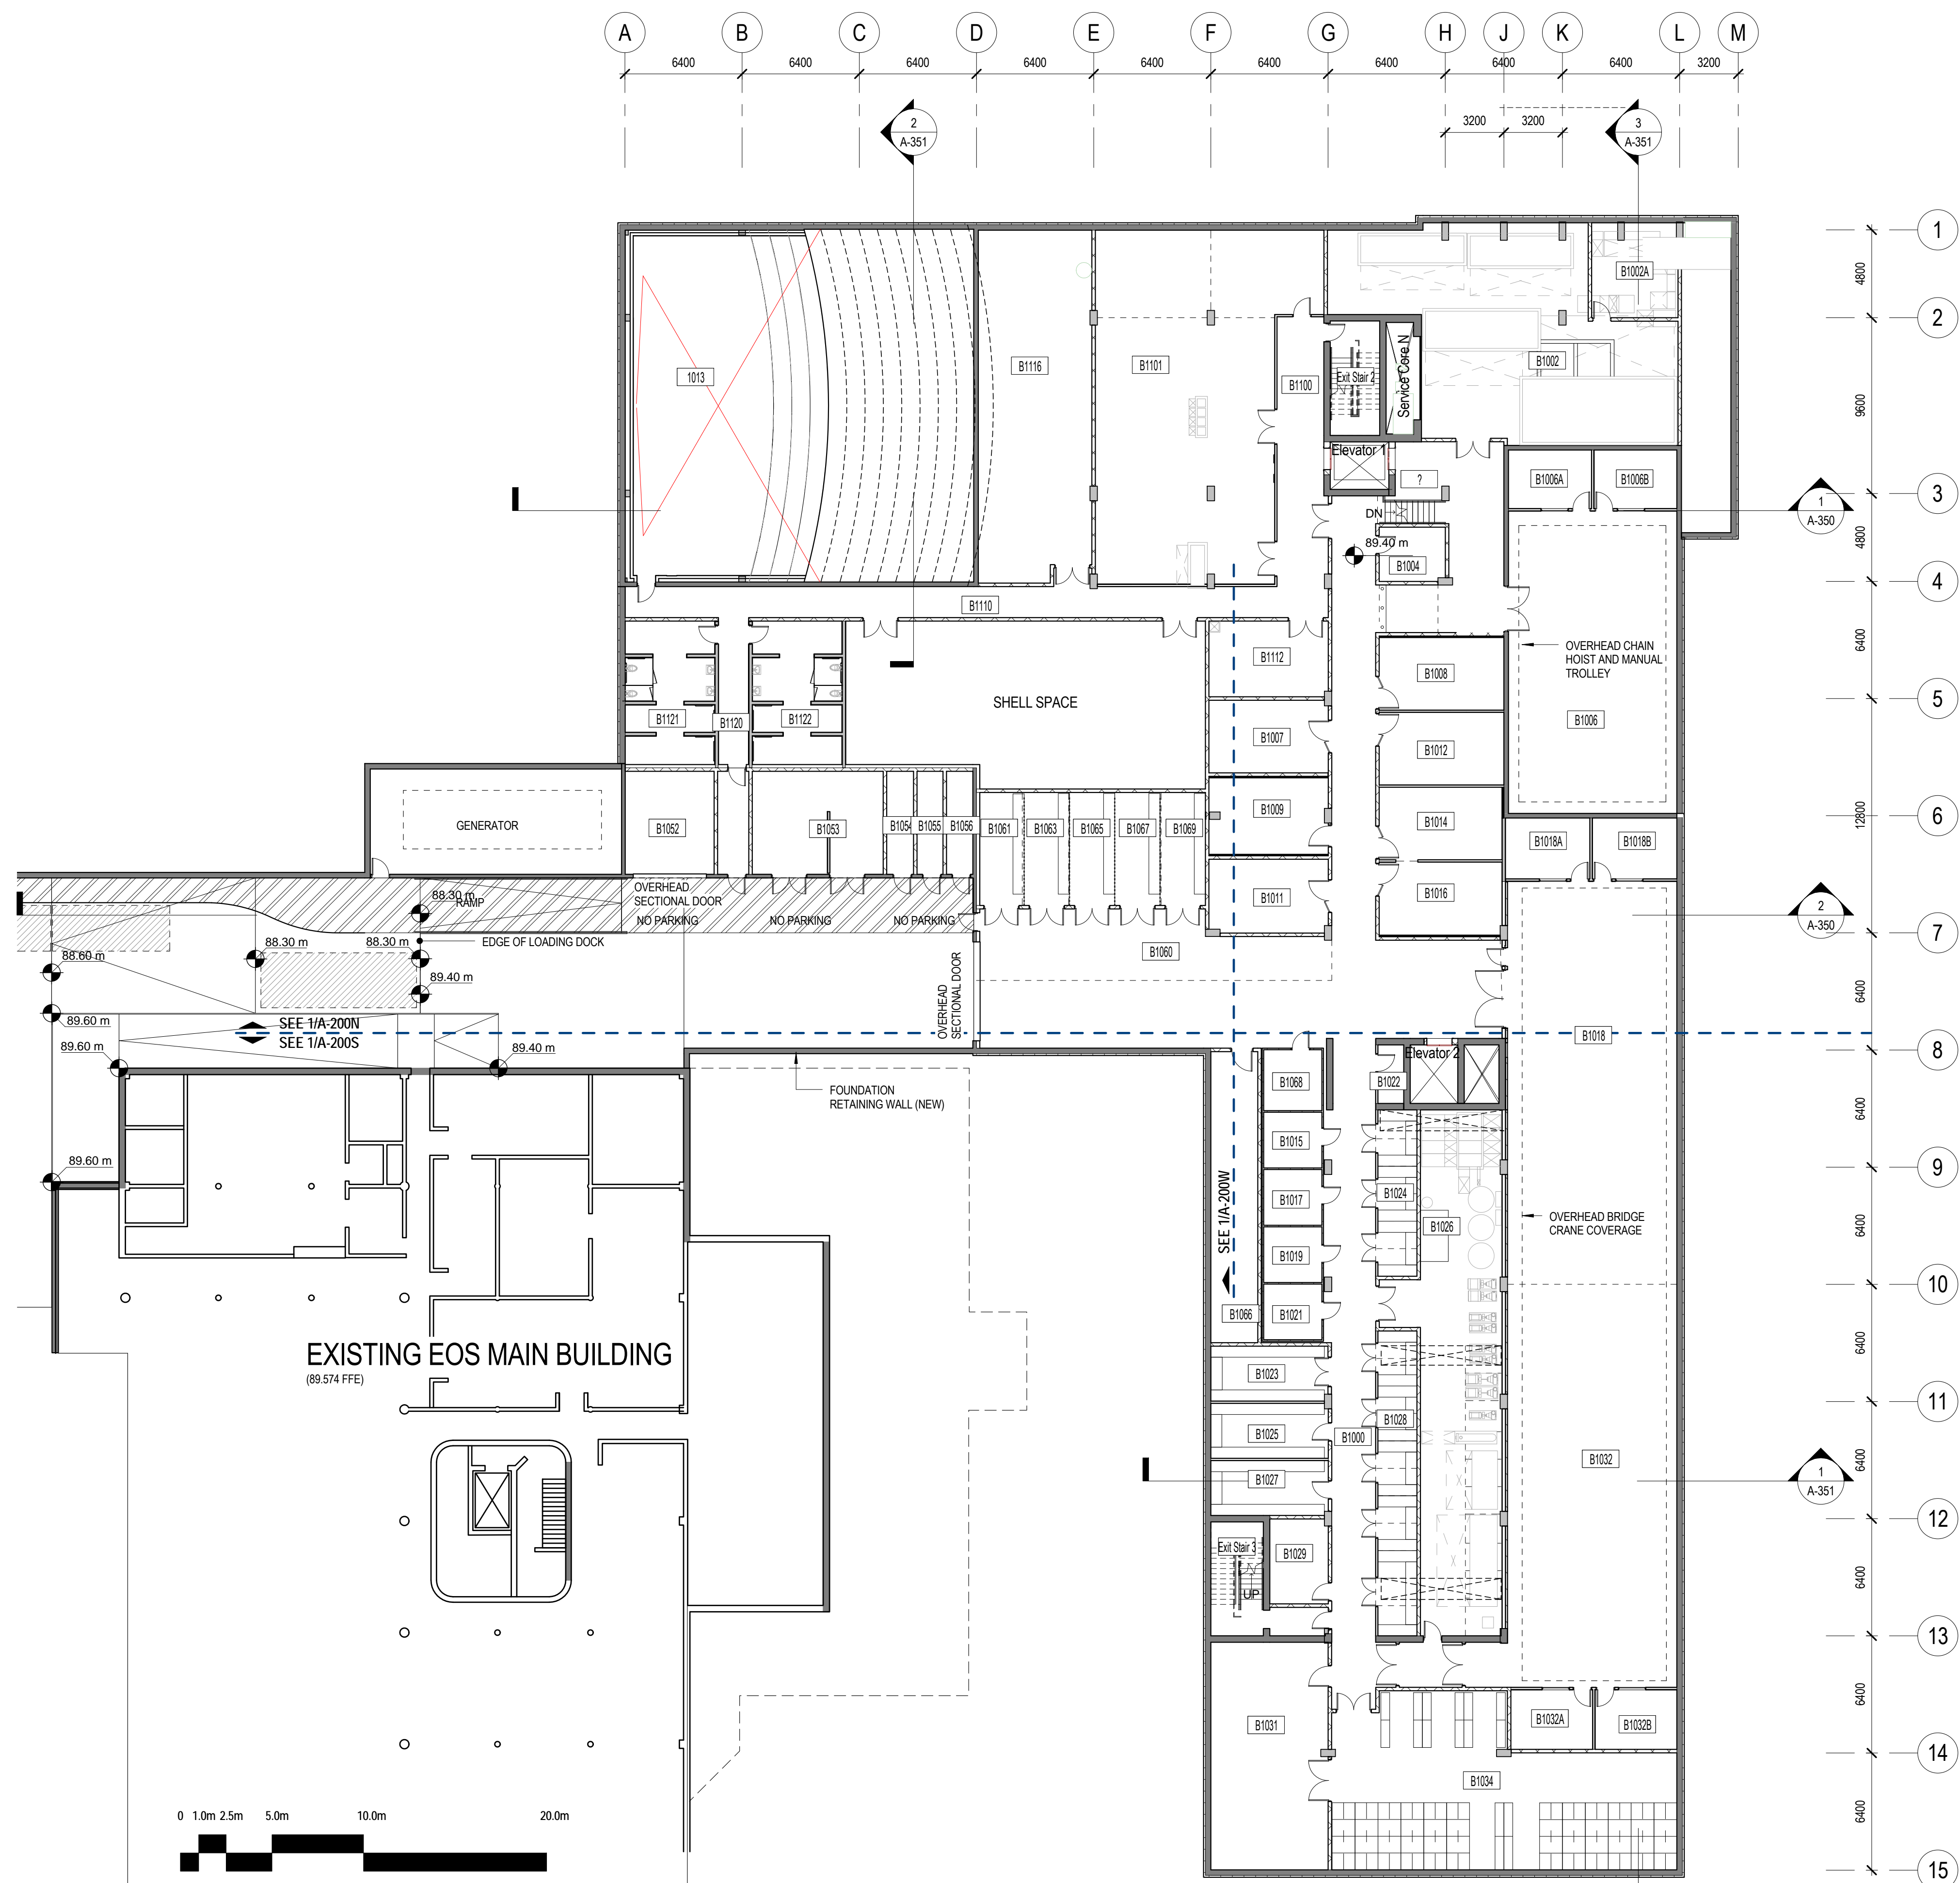 A B C D E F G H J K L M
6400 6400 6400 6400 6400 6400 6400 6400 6400 3200
3200 3200
2
A-351
3
A-351
1
4800
B1002A
2
1013
B1116
B1101
B1100
Exit Stair 2
Service Core N
B1002
9600
Elevator 1
?
B1006A
B1006B
3
1
A-350
DN
89.40 m
B1004
4800
4
B1110
OVERHEAD CHAIN
HOIST AND MANUAL
TROLLEY
6400
B1112
B1008
SHELL SPACE
5
B1121
B1120
B1122
B1007
B1012
B1006
GENERATOR
B1052
B1053
B1054
B1055
B1056
B1061
B1063
B1065
B1067
B1069
B1009
B1014
6
12800
B1018A
B1018B
OVERHEAD
SECTIONAL DOOR
88.30 m
RAMP
NO PARKING
NO PARKING
NO PARKING
B1011
B1016
2
A-350
7
EDGE OF LOADING DOCK
88.30 m
88.30 m
88.60 m
89.40 m
B1060
OVERHEAD
SECTIONAL DOOR
6400
SEE 1/A-200N
SEE 1/A-200S
89.60 m
89.60 m
89.40 m
B1018
8
Elevator 2
B1068
B1022
FOUNDATION
RETAINING WALL (NEW)
6400
B1015
89.60 m
9
B1017
B1024
SEE 1/A-200W
B1026
OVERHEAD BRIDGE
CRANE COVERAGE
6400
B1019
10
B1066
B1021
EXISTING EOS MAIN BUILDING
(89.574 FFE)
6400
B1023
11
B1025
B1000
B1028
B1032
6400
B1027
1
A-351
12
Exit Stair 3
B1029
UP
6400
13
B1031
B1032A
B1032B
6400
14
B1034
6400
0 1.0m 2.5m 5.0m 10.0m 20.0m
15